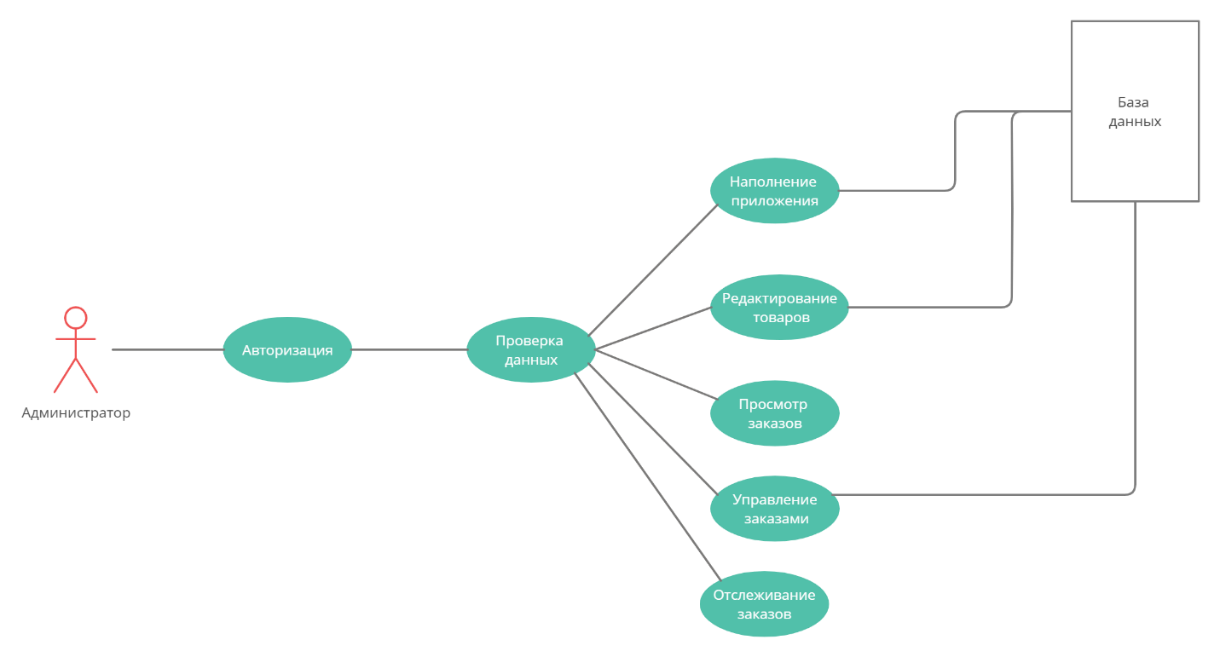 База
данных
Наполнение
приложения
Редактирование
товаров
Авторизация
Проверка
данных
Администратор
Просмотр
заказов
Управление
заказами
Отслеживание
заказов